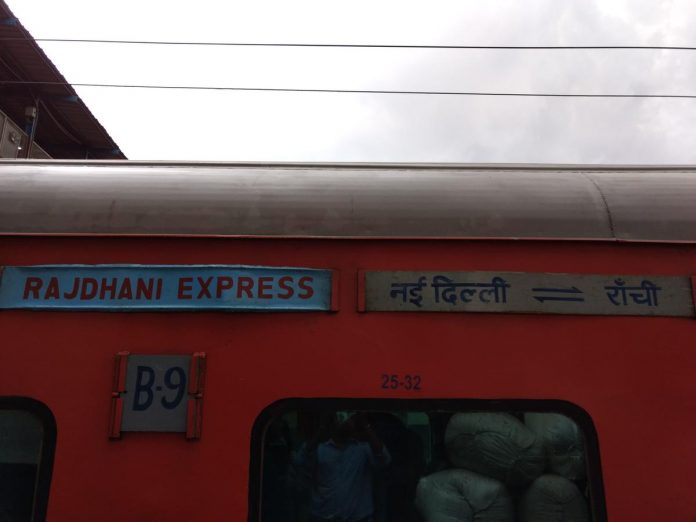 RAJDHANI EXPRESS
नई दिल्ली ⇌ राँची
B-9
25-32